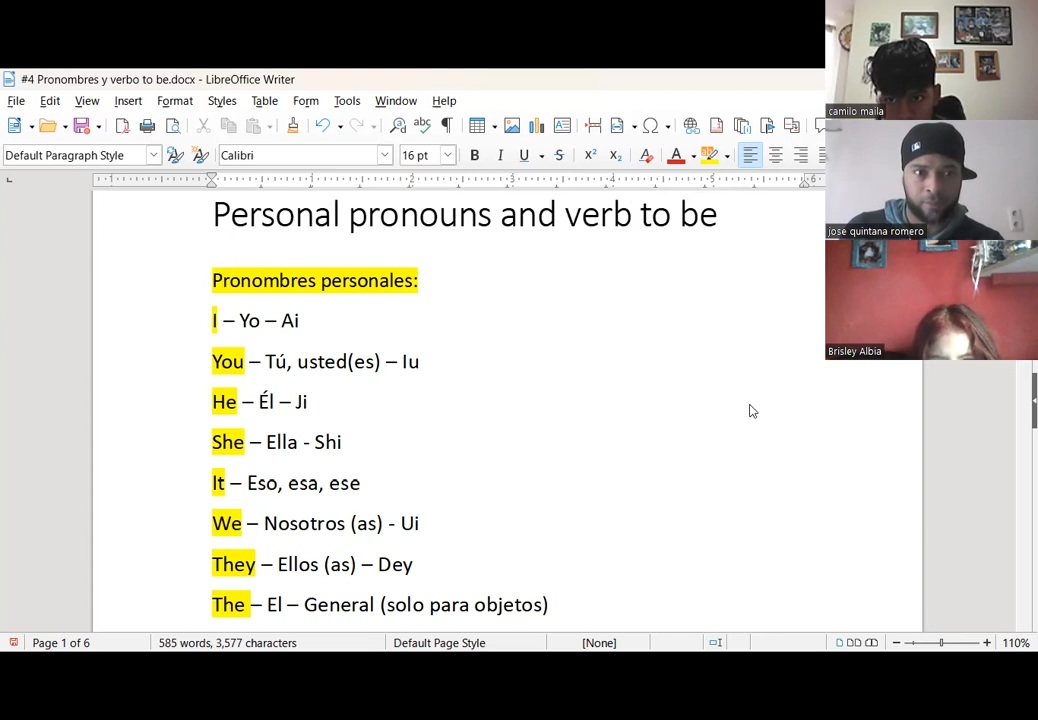 #4 Pronombres y verbo to be.docx - LibreOffice Writer
File Edit View Insert Format Styles Table Form Tools Window Help
Default Paragraph Style Calibri 16 pt
Personal pronouns and verb to be
Pronombres personales:
I – Yo – Ai
You – Tú, usted(es) – Iu
He – Él – Ji
She – Ella - Shi
It – Eso, esa, ese
We – Nosotros (as) - Ui
They – Ellos (as) – Dey
The – El – General (solo para objetos)
Page 1 of 6 585 words, 3,577 characters Default Page Style [None] 110%
camilo maila
jose quintana romero
Brisley Albia